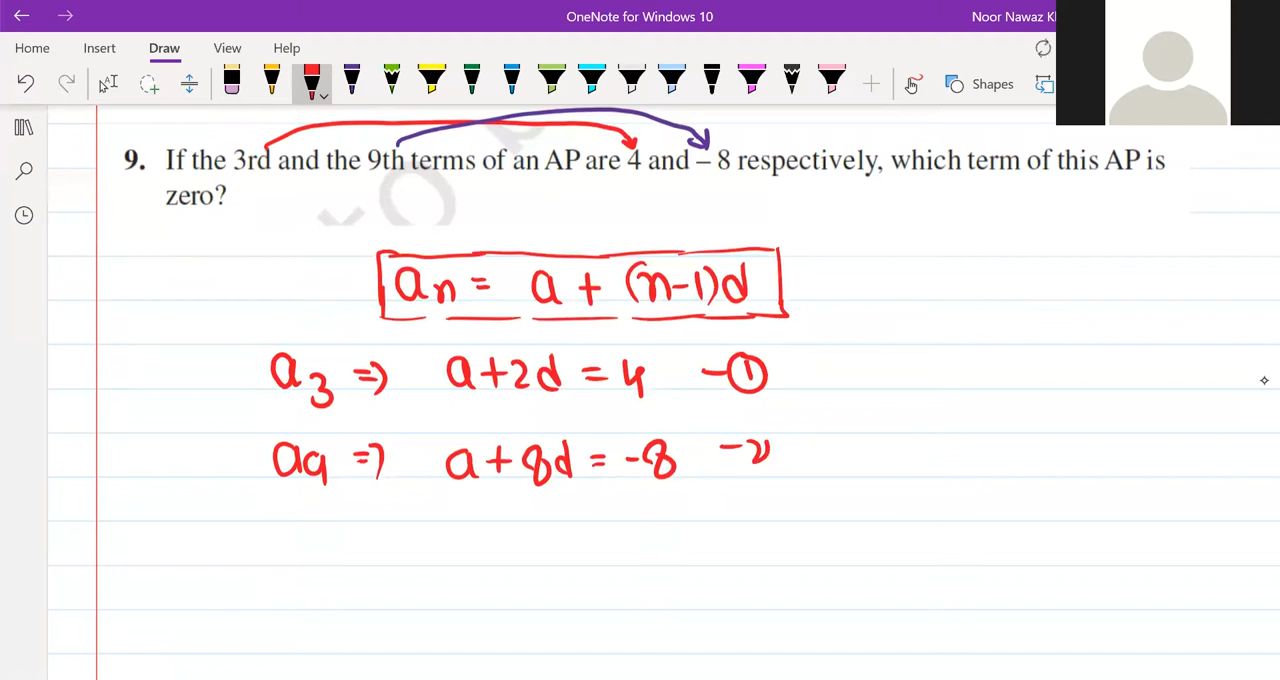 OneNote for Windows 10
Noor Nawaz
Home Insert Draw View Help
Shapes
9. If the 3rd and the 9th terms of an AP are 4 and – 8 respectively, which term of this AP is
zero?
an = a + (n-1)d
a3 => a+2d = 4 -①
a9 => a+8d = -8 -2